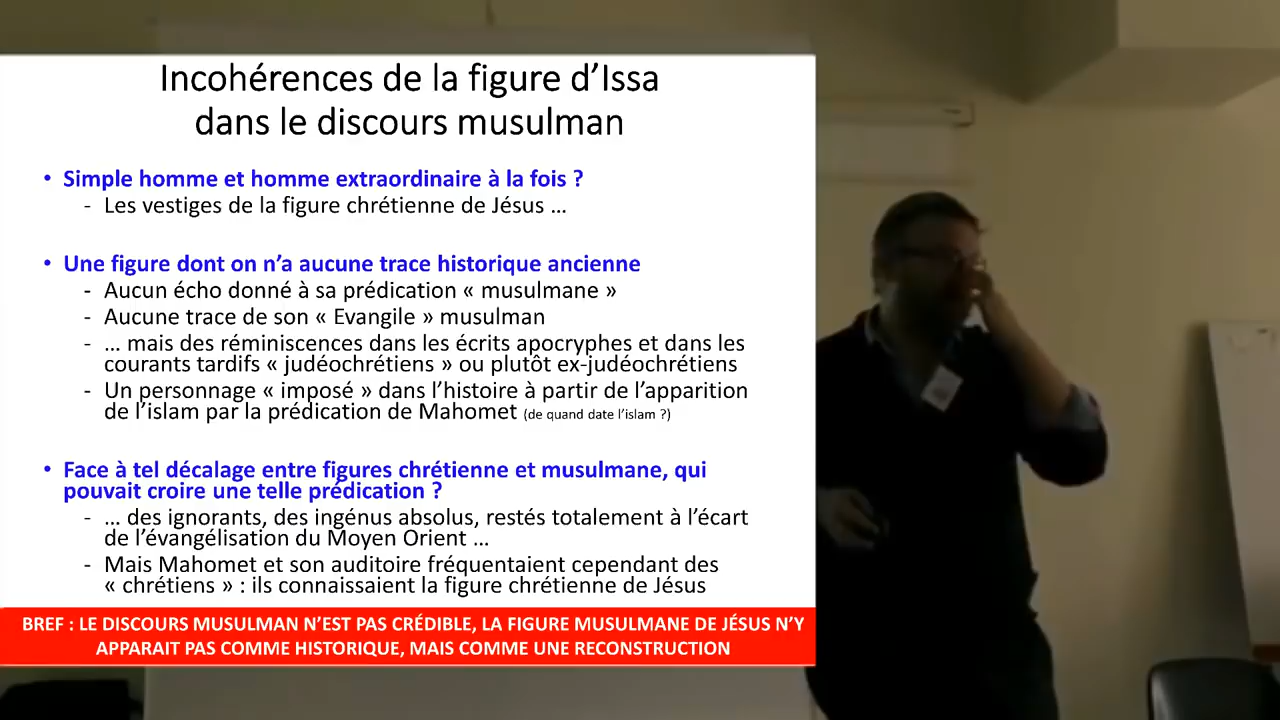 Incohérences de la figure d’Issa
dans le discours musulman
• Simple homme et homme extraordinaire à la fois ?
- Les vestiges de la figure chrétienne de Jésus …
• Une figure dont on n’a aucune trace historique ancienne
- Aucun écho donné à sa prédication « musulmane »
- Aucune trace de son « Evangile » musulman
- … mais des réminiscences dans les écrits apocryphes et dans les
courants tardifs « judéochrétiens » ou plutôt ex-judéochrétiens
- Un personnage « imposé » dans l’histoire à partir de l’apparition
de l’islam par la prédication de Mahomet (de quand date l’islam ?)
• Face à tel décalage entre figures chrétienne et musulmane, qui
pouvait croire une telle prédication ?
- … des ignorants, des ingénus absolus, restés totalement à l’écart
de l’évangélisation du Moyen Orient …
- Mais Mahomet et son auditoire fréquentaient cependant des
« chrétiens » : ils connaissaient la figure chrétienne de Jésus
BREF : LE DISCOURS MUSULMAN N’EST PAS CRÉDIBLE, LA FIGURE MUSULMANE DE JÉSUS N’Y
APPARAIT PAS COMME HISTORIQUE, MAIS COMME UNE RECONSTRUCTION